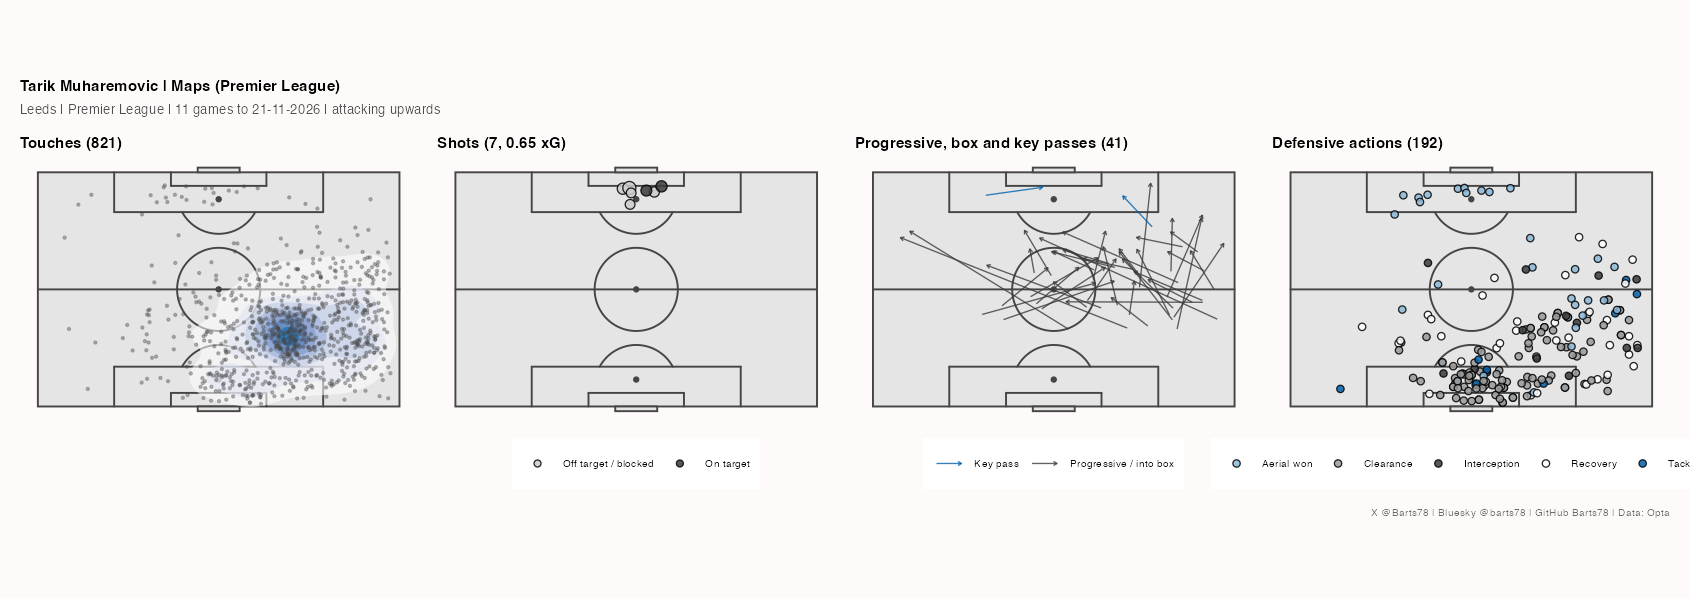 Tarik Muharemovic | Maps (Premier League)
Leeds | Premier League | 11 games to 21-11-2026 | attacking upwards
Touches (821)
Shots (7, 0.65 xG)
Progressive, box and key passes (41)
Defensive actions (192)
Off target / blocked
On target
Key pass
Progressive / into box
Aerial won
Clearance
Interception
Recovery
Tack
X @Barts78 | Bluesky @barts78 | GitHub Barts78 | Data: Opta